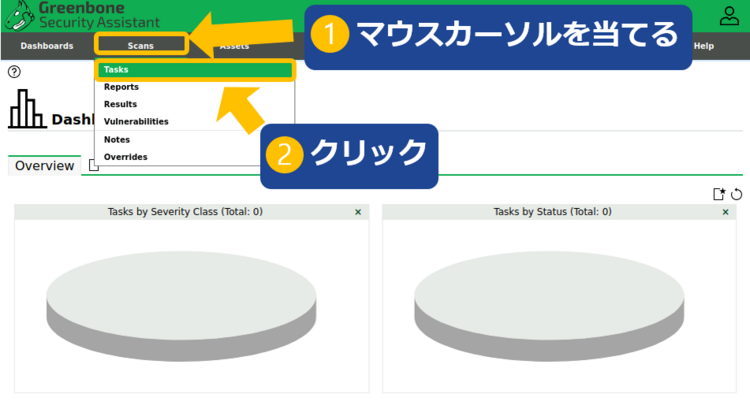 Greenbone
Security Assistant
Dashboards
Scans
Assets
Help
① マウスカーソルを当てる
Tasks
Reports
Results
Vulnerabilities
Notes
Overrides
② クリック
Dashb
Overview
Tasks by Severity Class (Total: 0)
×
Tasks by Status (Total: 0)
×